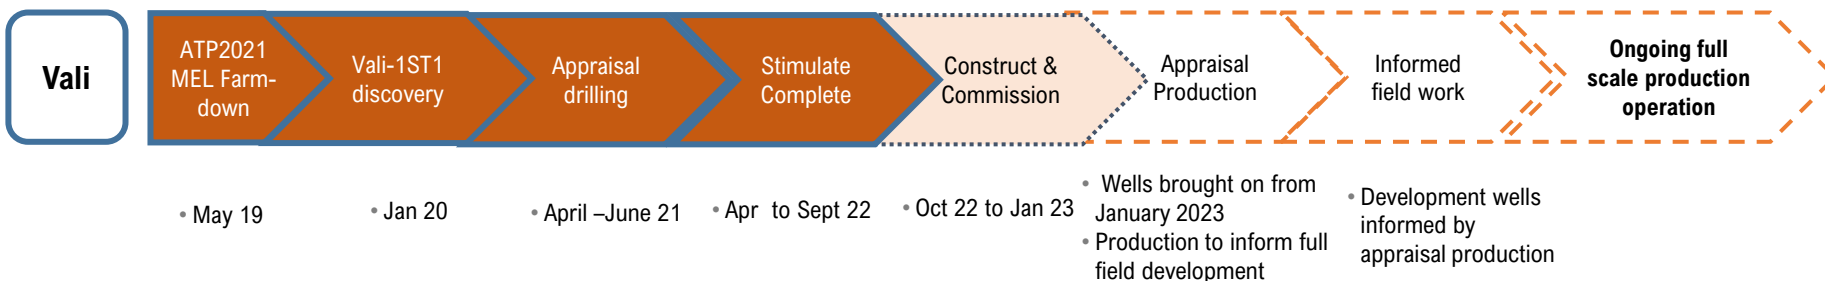 Vali
ATP2021
MEL Farm-
down
Vali-1ST1
discovery
Appraisal
drilling
Stimulate
Complete
Construct &
Commission
Appraisal
Production
Informed
field work
Ongoing full
scale production
operation
• May 19
• Jan 20
• April –June 21
• Apr to Sept 22
• Oct 22 to Jan 23
• Wells brought on from
January 2023
• Production to inform full
field development
• Development wells
informed by
appraisal production